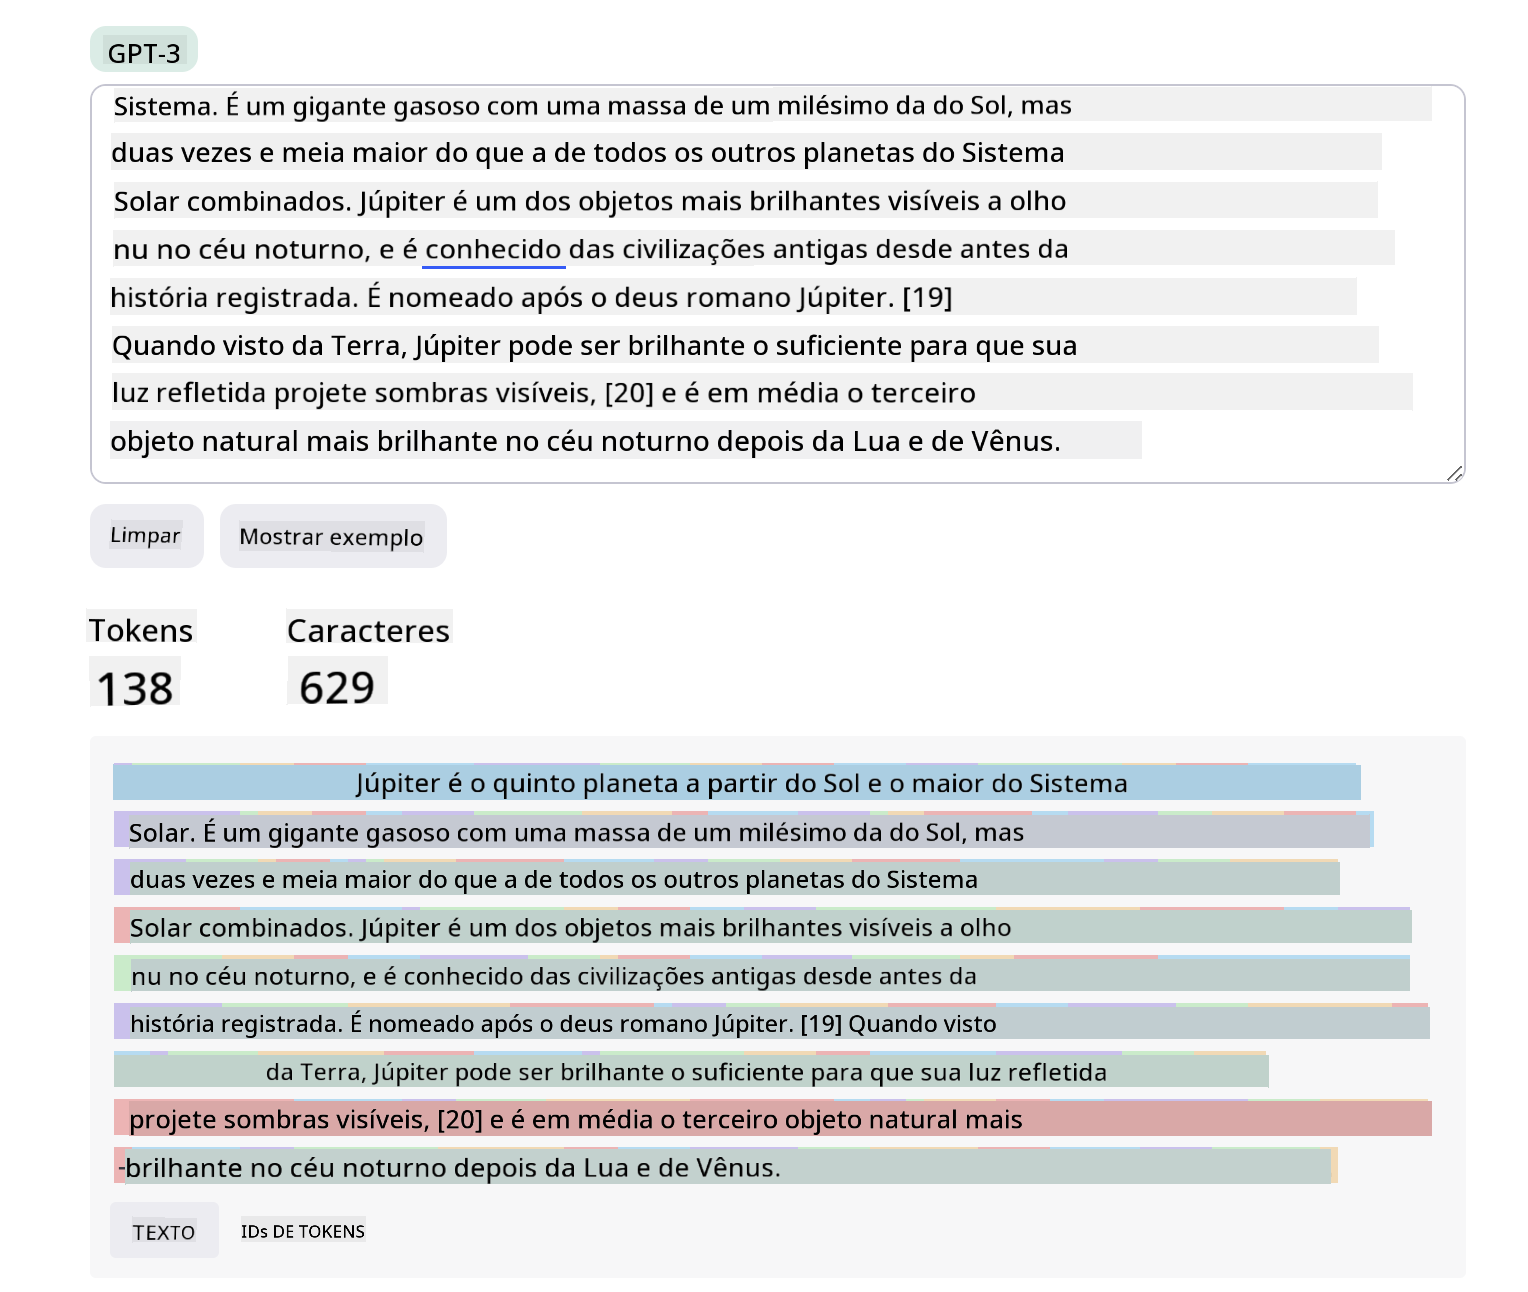 GPT-3
Sistema. É um gigante gasoso com uma massa de um milésimo da do Sol, mas
duas vezes e meia maior do que a de todos os outros planetas do Sistema
Solar combinados. Júpiter é um dos objetos mais brilhantes visíveis a olho
nu no céu noturno, e é conhecido das civilizações antigas desde antes da
história registrada. É nomeado após o deus romano Júpiter. [19]
Quando visto da Terra, Júpiter pode ser brilhante o suficiente para que sua
luz refletida projete sombras visíveis, [20] e é em média o terceiro
objeto natural mais brilhante no céu noturno depois da Lua e de Vênus.
Limpar
Mostrar exemplo
Tokens
Caracteres
138
629
Júpiter é o quinto planeta a partir do Sol e o maior do Sistema
Solar. É um gigante gasoso com uma massa de um milésimo da do Sol, mas
duas vezes e meia maior do que a de todos os outros planetas do Sistema
Solar combinados. Júpiter é um dos objetos mais brilhantes visíveis a olho
nu no céu noturno, e é conhecido das civilizações antigas desde antes da
história registrada. É nomeado após o deus romano Júpiter. [19] Quando visto
da Terra, Júpiter pode ser brilhante o suficiente para que sua luz refletida
projete sombras visíveis, [20] e é em média o terceiro objeto natural mais
-brilhante no céu noturno depois da Lua e de Vênus.
TEXTO
IDs DE TOKENS